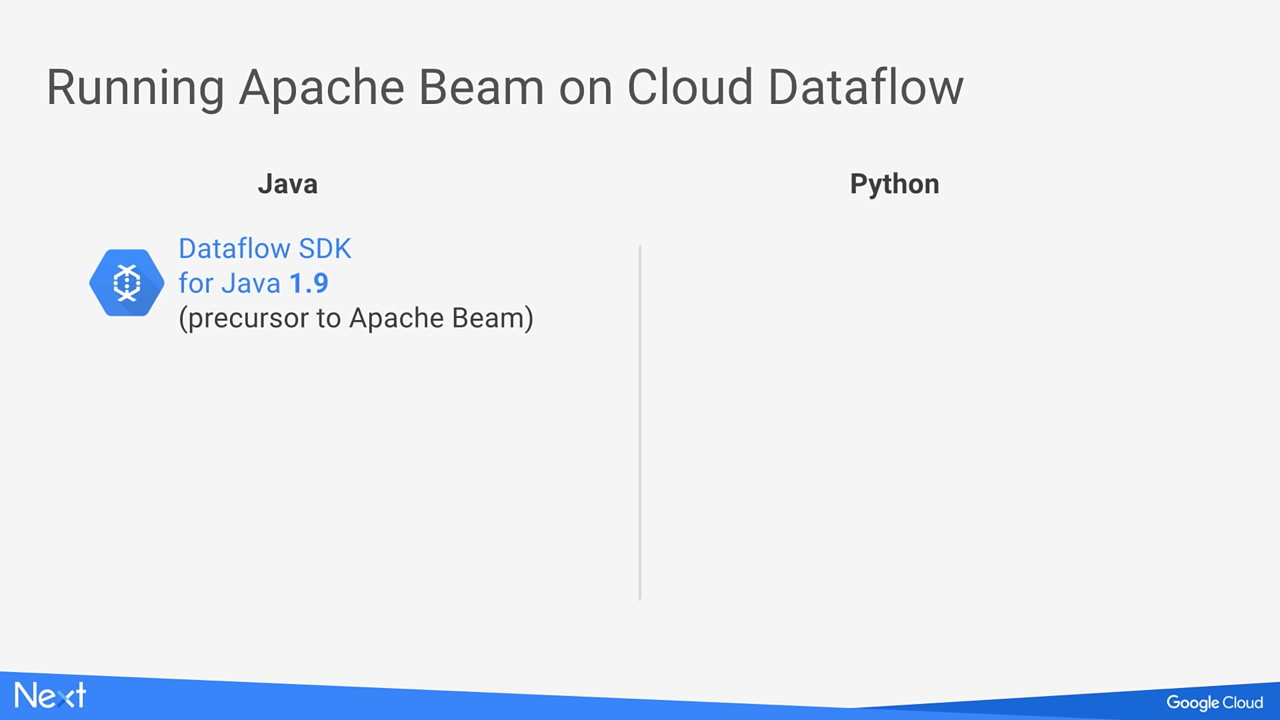 Running Apache Beam on Cloud Dataflow
Java
Python
Dataflow SDK
for Java 1.9
(precursor to Apache Beam)
Next
Google Cloud